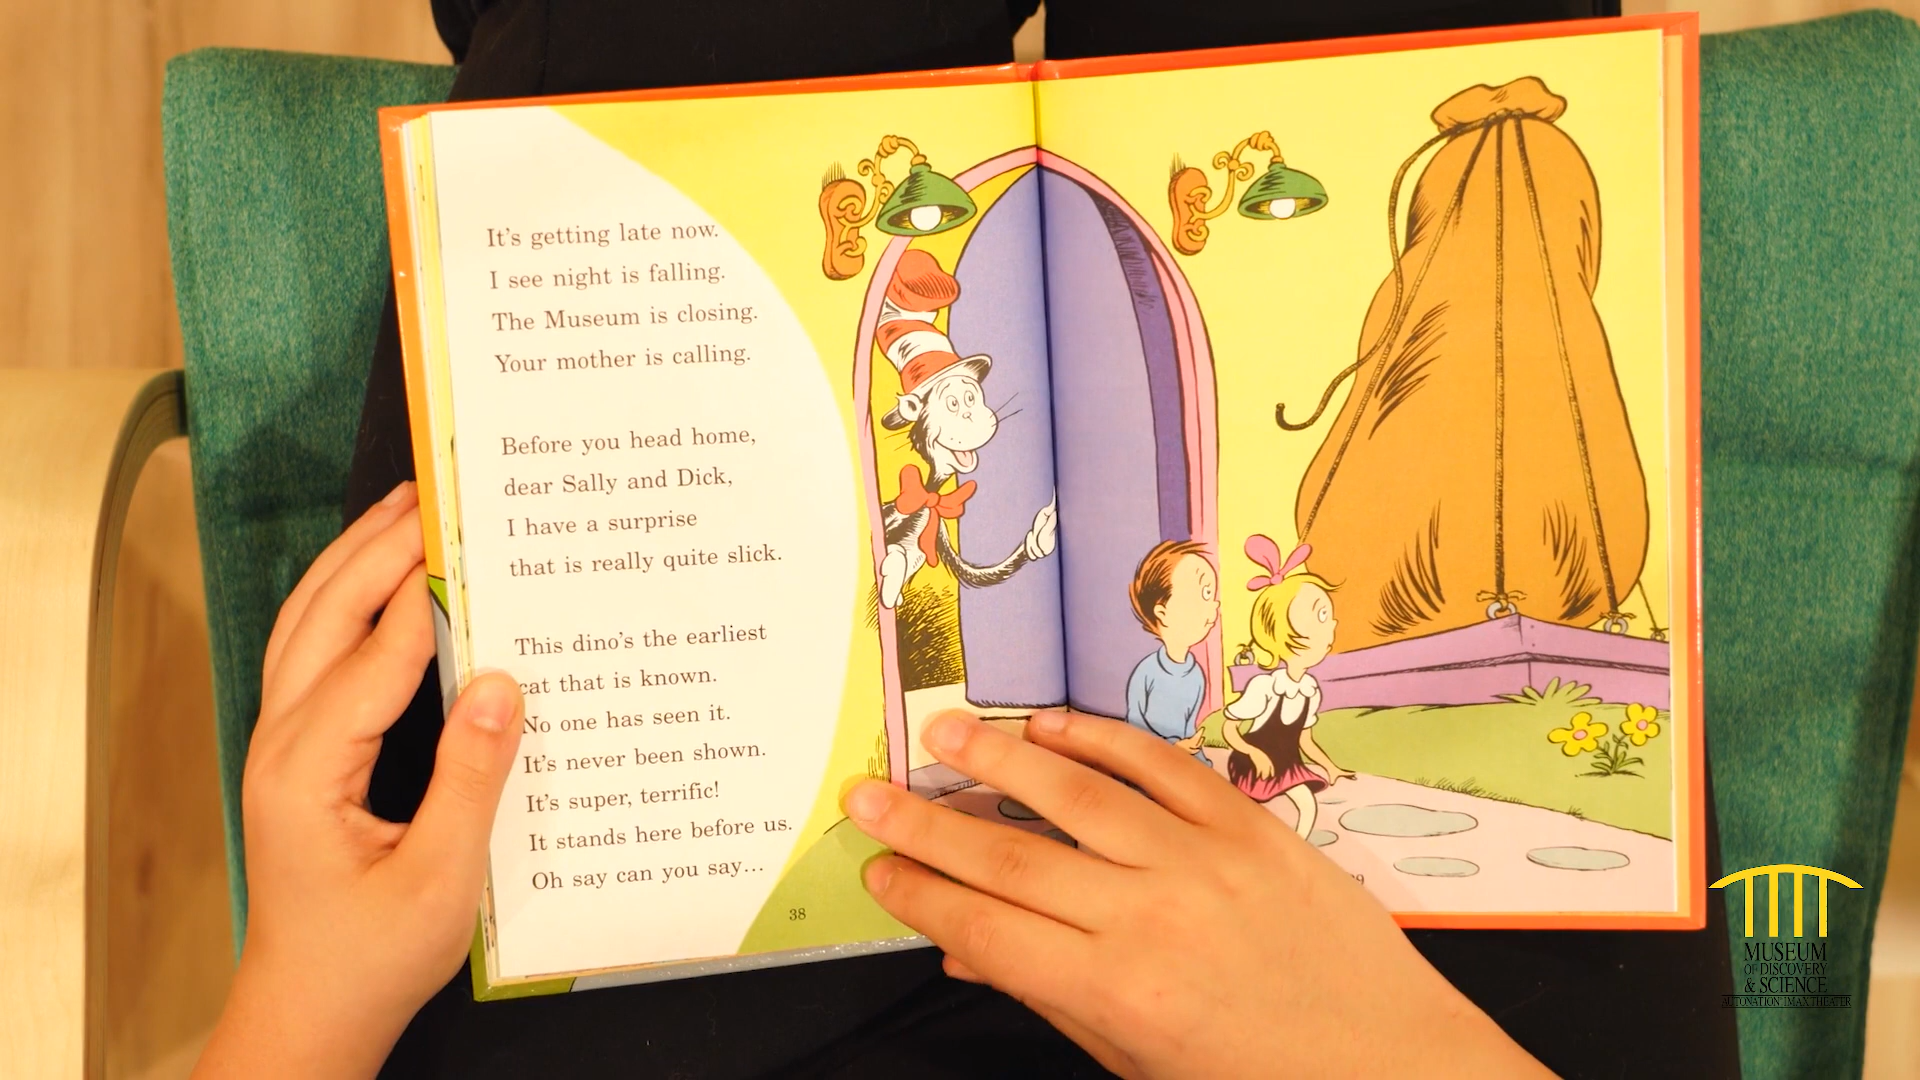 It's getting late now.
I see night is falling.
The Museum is closing.
Your mother is calling.
Before you head home,
dear Sally and Dick,
I have a surprise
that is really quite slick.
This dino's the earliest
cat that is known.
No one has seen it.
It's never been shown.
It's super, terrific!
It stands here before us.
Oh say can you say...
38
39
MUSEUM
OF DISCOVERY
& SCIENCE
AUTONATION IMAX THEATER